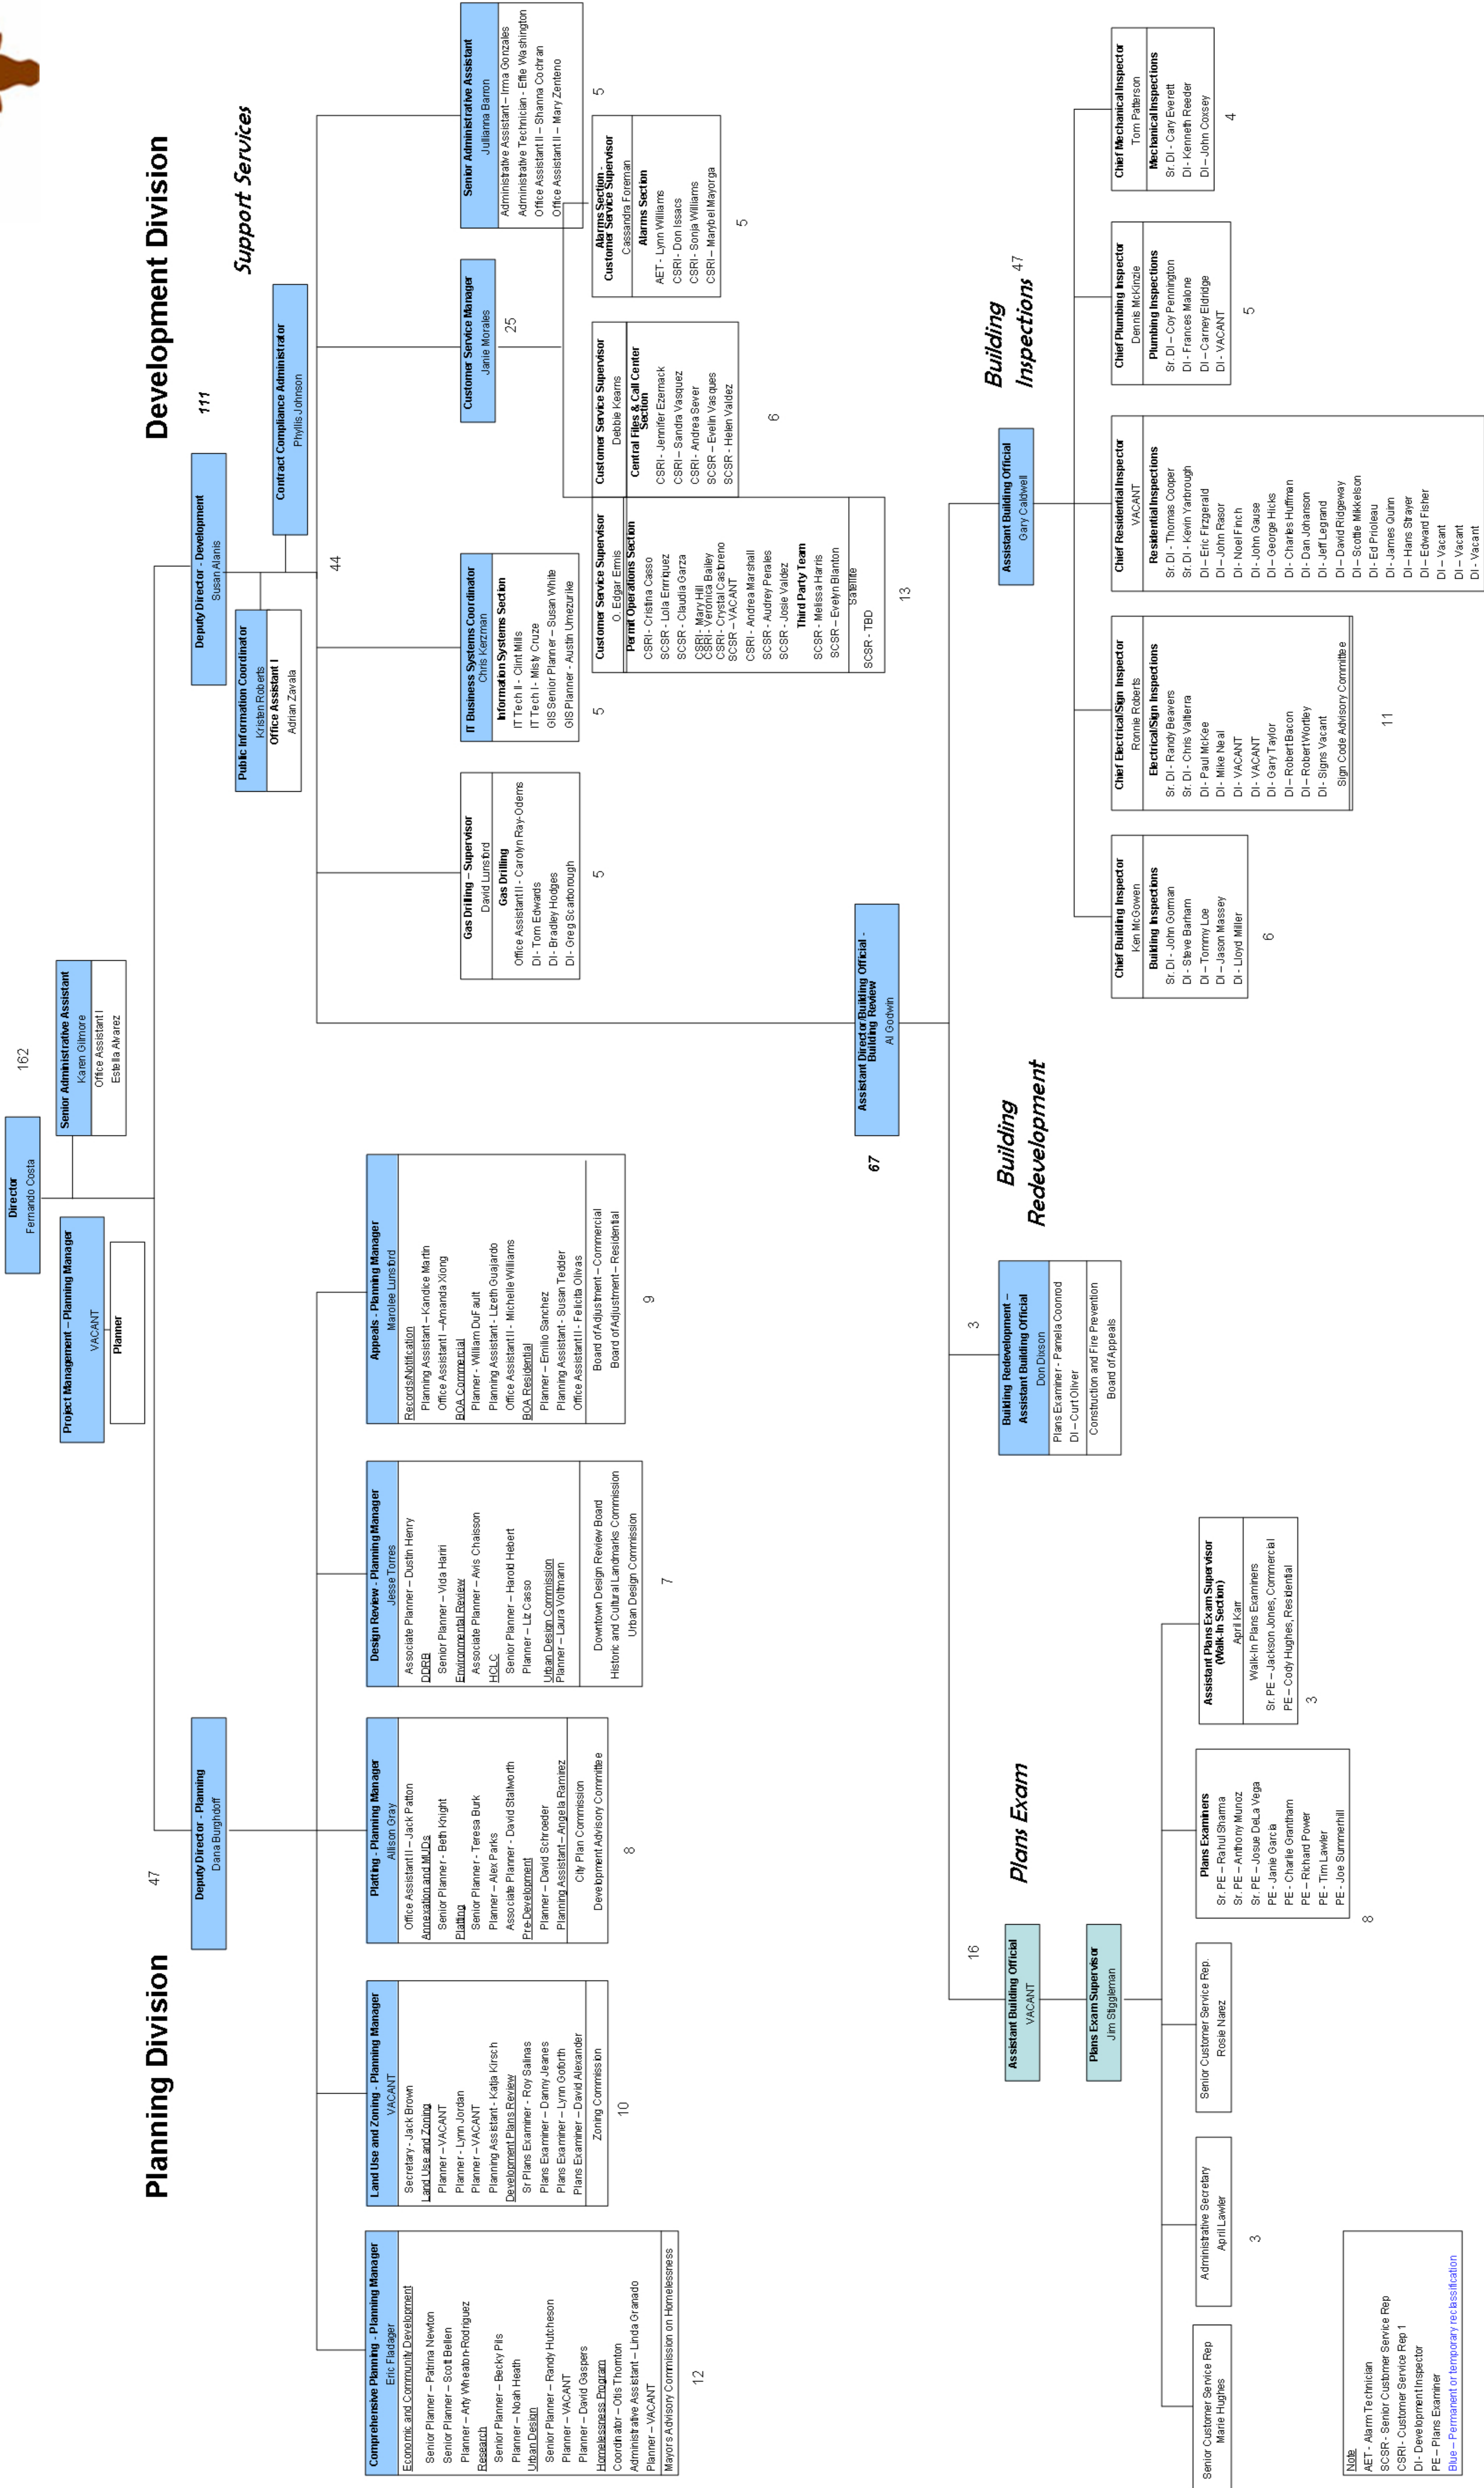 Director
Fernando Costa
162
Senior Administrative Assistant
Karen Gilmore
Office Assistant I
Estella Alvarez
Project Management – Planning Manager
VACANT
Planner
Planning Division
47
Deputy Director - Planning
Dana Burghdoff
Comprehensive Planning - Planning Manager
Eric Fladager
Economic and Community Development
Senior Planner – Patrina Newton
Senior Planner – Scott Bellen
Planner – Arty Wheaton-Rodriguez
Research
Senior Planner – Becky Pils
Planner – Noah Heath
Urban Design
Senior Planner – Randy Hutcheson
Planner – VACANT
Planner – David Gaspers
Homelessness Program
Coordinator – Otis Thornton
Administrative Assistant – Linda Granado
Planner – VACANT
Mayor's Advisory Commission on Homelessness
12
Land Use and Zoning - Planning Manager
VACANT
Secretary - Jack Brown
Land Use and Zoning
Planner – VACANT
Planner - Lynn Jordan
Planner – VACANT
Planning Assistant - Katja Kirsch
Development Plans Review
Sr Plans Examiner - Roy Salinas
Plans Examiner – Danny Jeanes
Plans Examiner – Lynn Goforth
Plans Examiner – David Alexander
Zoning Commission
10
Platting - Planning Manager
Allison Gray
Office Assistant II – Jack Patton
Annexation and MUDs
Senior Planner - Beth Knight
Platting
Senior Planner - Teresa Burk
Planner – Alex Parks
Associate Planner - David Stallworth
Pre-Development
Planner – David Schroeder
Planning Assistant – Angela Ramirez
City Plan Commission
Development Advisory Committee
8
Design Review - Planning Manager
Jesse Torres
Associate Planner – Dustin Henry
DDRB
Senior Planner – Vida Hariri
Environmental Review
Associate Planner – Avis Chaisson
HCLC
Senior Planner – Harold Hebert
Planner – Liz Casso
Urban Design Commission
Planner – Laura Voltmann
Downtown Design Review Board
Historic and Cultural Landmarks Commission
Urban Design Commission
7
Appeals - Planning Manager
Marolee Lunsford
Records/Notification
Planning Assistant – Kandice Martin
Office Assistant I – Amanda Xiong
BOA Commercial
Planner - William DuFault
Planning Assistant - Lizeth Guajardo
Office Assistant II - Michelle Williams
BOA Residential
Planner – Emilio Sanchez
Planning Assistant - Susan Tedder
Office Assistant II - Felicita Olivas
Board of Adjustment – Commercial
Board of Adjustment – Residential
9
Development Division
111
Deputy Director - Development
Susan Alanis
Public Information Coordinator
Kristen Roberts
Office Assistant I
Adrian Zavala
Contract Compliance Administrator
Phyllis Johnson
Support Services
44
Gas Drilling – Supervisor
David Lunsford
Gas Drilling
Office Assistant II - Carolyn Ray-Odems
DI - Tom Edwards
DI - Bradley Hodges
DI - Greg Scarborough
5
IT Business Systems Coordinator
Chris Kerzman
Information Systems Section
IT Tech II - Clint Mills
IT Tech I - Misty Cruze
GIS Senior Planner – Susan White
GIS Planner - Austin Umezurike
5
Customer Service Manager
Janie Morales
25
Senior Administrative Assistant
Jullianna Barron
Administrative Assistant – Irma Gonzales
Administrative Technician - Effie Washington
Office Assistant II – Shanna Cochran
Office Assistant II – Mary Zenteno
5
Customer Service Supervisor
O. Edgar Ermis
Permit Operations Section
CSRI - Cristina Casso
SCSR - Lola Enrriquez
SCSR - Claudia Garza
CSRI - Mary Hill
CSRI - Veronica Bailey
CSRI - Crystal Castoreno
SCSR – VACANT
CSRI - Andrea Marshall
SCSR - Audrey Perales
SCSR - Josie Valdez
Third Party Team
SCSR - Melissa Harris
SCSR – Evelyn Blanton
Satellite
SCSR - TBD
13
Customer Service Supervisor
Debbie Kearns
Central Files & Call Center
Section
CSRI - Jennifer Ezernack
CSRI – Sandra Vasquez
CSRI - Andrea Sever
SCSR – Evelin Vasques
SCSR - Helen Valdez
6
Alarms Section -
Customer Service Supervisor
Cassandra Foreman
Alarms Section
AET - Lynn Williams
CSRI - Don Issacs
CSRI - Sonja Williams
CSRI – Marybel Mayorga
5
67
Assistant Director/Building Official -
Building Review
Al Godwin
16
Plans Exam
Assistant Building Official
VACANT
Plans Exam Supervisor
Jim Stiggleman
Senior Customer Service Rep
Marie Hughes
Administrative Secretary
April Lawler
3
Senior Customer Service Rep.
Rosie Narez
Plans Examiners
Sr. PE – Rahul Sharma
Sr. PE – Anthony Munoz
Sr. PE – Josue DeLa Vega
PE - Janie Garcia
PE - Charlie Grantham
PE – Richard Power
PE - Tim Lawler
PE - Joe Summerhill
8
Assistant Plans Exam Supervisor
(Walk-In Section)
April Karr
Walk-In Plans Examiners
Sr. PE – Jackson Jones, Commercial
PE – Cody Hughes, Residential
3
3
Building
Redevelopment
Building Redevelopment –
Assistant Building Official
Don Dixson
Plans Examiner - Pamela Coonrod
DI – Curt Oliver
Construction and Fire Prevention
Board of Appeals
Building
Inspections 47
Assistant Building Official
Gary Caldwell
Chief Building Inspector
Ken McGowen
Building Inspections
Sr. DI - John Gorman
DI - Steve Barham
DI – Tommy Loe
DI – Jason Massey
DI - Lloyd Miller
6
Chief Electrical/Sign Inspector
Ronnie Roberts
Electrical/Sign Inspections
Sr. DI - Randy Beavers
Sr. DI - Chris Valtierra
DI - Paul McKee
DI - Mike Neal
DI - VACANT
DI - VACANT
DI - Gary Taylor
DI – Robert Bacon
DI – Robert Wortley
DI - Signs Vacant
Sign Code Advisory Committee
11
Chief Residential Inspector
VACANT
Residential Inspections
Sr. DI - Thomas Cooper
Sr. DI - Kevin Yarbrough
DI – Eric Firzgerald
DI – John Rasor
DI - Noel Finch
DI - John Gause
DI – George Hicks
DI - Charles Huffman
DI - Dan Johanson
DI - Jeff Legrand
DI – David Ridgeway
DI – Scottie Mikkelson
DI - Ed Prioleau
DI - James Quinn
DI – Hans Strayer
DI – Edward Fisher
DI – Vacant
DI – Vacant
DI - Vacant
Chief Plumbing Inspector
Dennis McKinzie
Plumbing Inspections
Sr. DI – Coy Pennington
DI - Frances Malone
DI – Carney Eldridge
DI - VACANT
5
Chief Mechanical Inspector
Tom Patterson
Mechanical Inspections
Sr. DI - Cary Everett
DI - Kenneth Reeder
DI – John Coxsey
4
Note
AET - Alarm Technician
SCSR - Senior Customer Service Rep
CSRI - Customer Service Rep 1
DI - Development Inspector
PE – Plans Examiner
Blue – Permanent or temporary reclassification